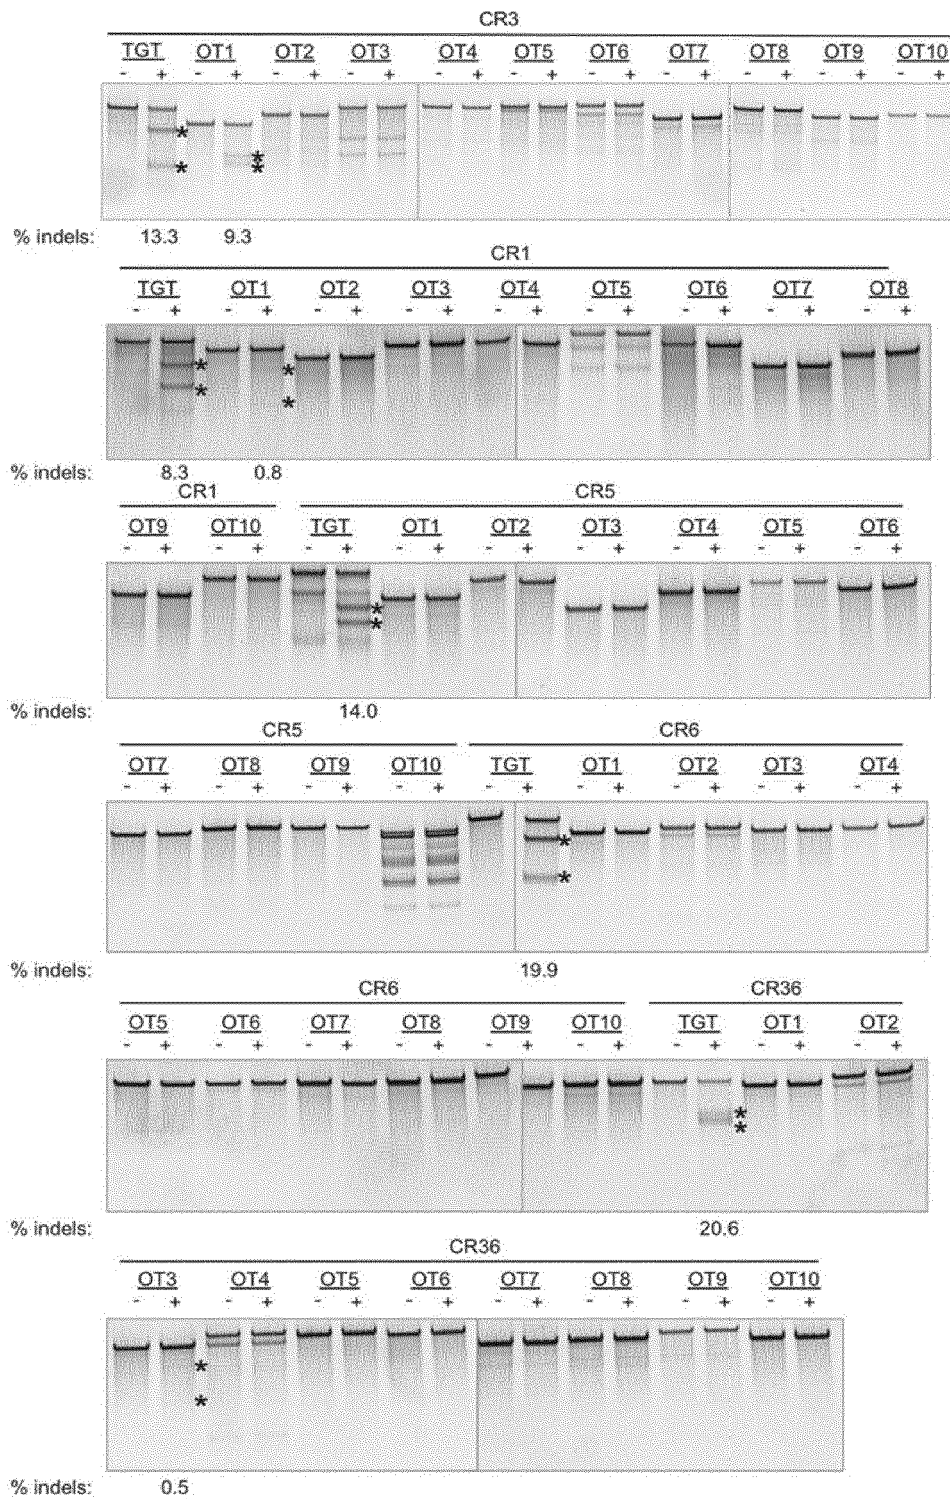 CR3
TGT OT1 OT2 OT3 OT4 OT5 OT6 OT7 OT8 OT9 OT10
- + - + - + - + - + - + - + - + - + - + - +
*
*
*
*
% indels: 13.3 9.3
CR1
TGT OT1 OT2 OT3 OT4 OT5 OT6 OT7 OT8
- + - + - + - + - + - + - + - + - +
* *
* *
% indels: 8.3 0.8
CR1 CR5
OT9 OT10 TGT OT1 OT2 OT3 OT4 OT5 OT6
- + - + - + - + - + - + - + - + - +
*
*
% indels: 14.0
CR5 CR6
OT7 OT8 OT9 OT10 TGT OT1 OT2 OT3 OT4
- + - + - + - + - + - + - + - + - +
*
*
% indels: 19.9
CR6 CR36
OT5 OT6 OT7 OT8 OT9 OT10 TGT OT1 OT2
- + - + - + - + - + - + - + - + - +
*
*
% indels: 20.6
CR36
OT3 OT4 OT5 OT6 OT7 OT8 OT9 OT10
- + - + - + - + - + - + - + - +
*
*
% indels: 0.5